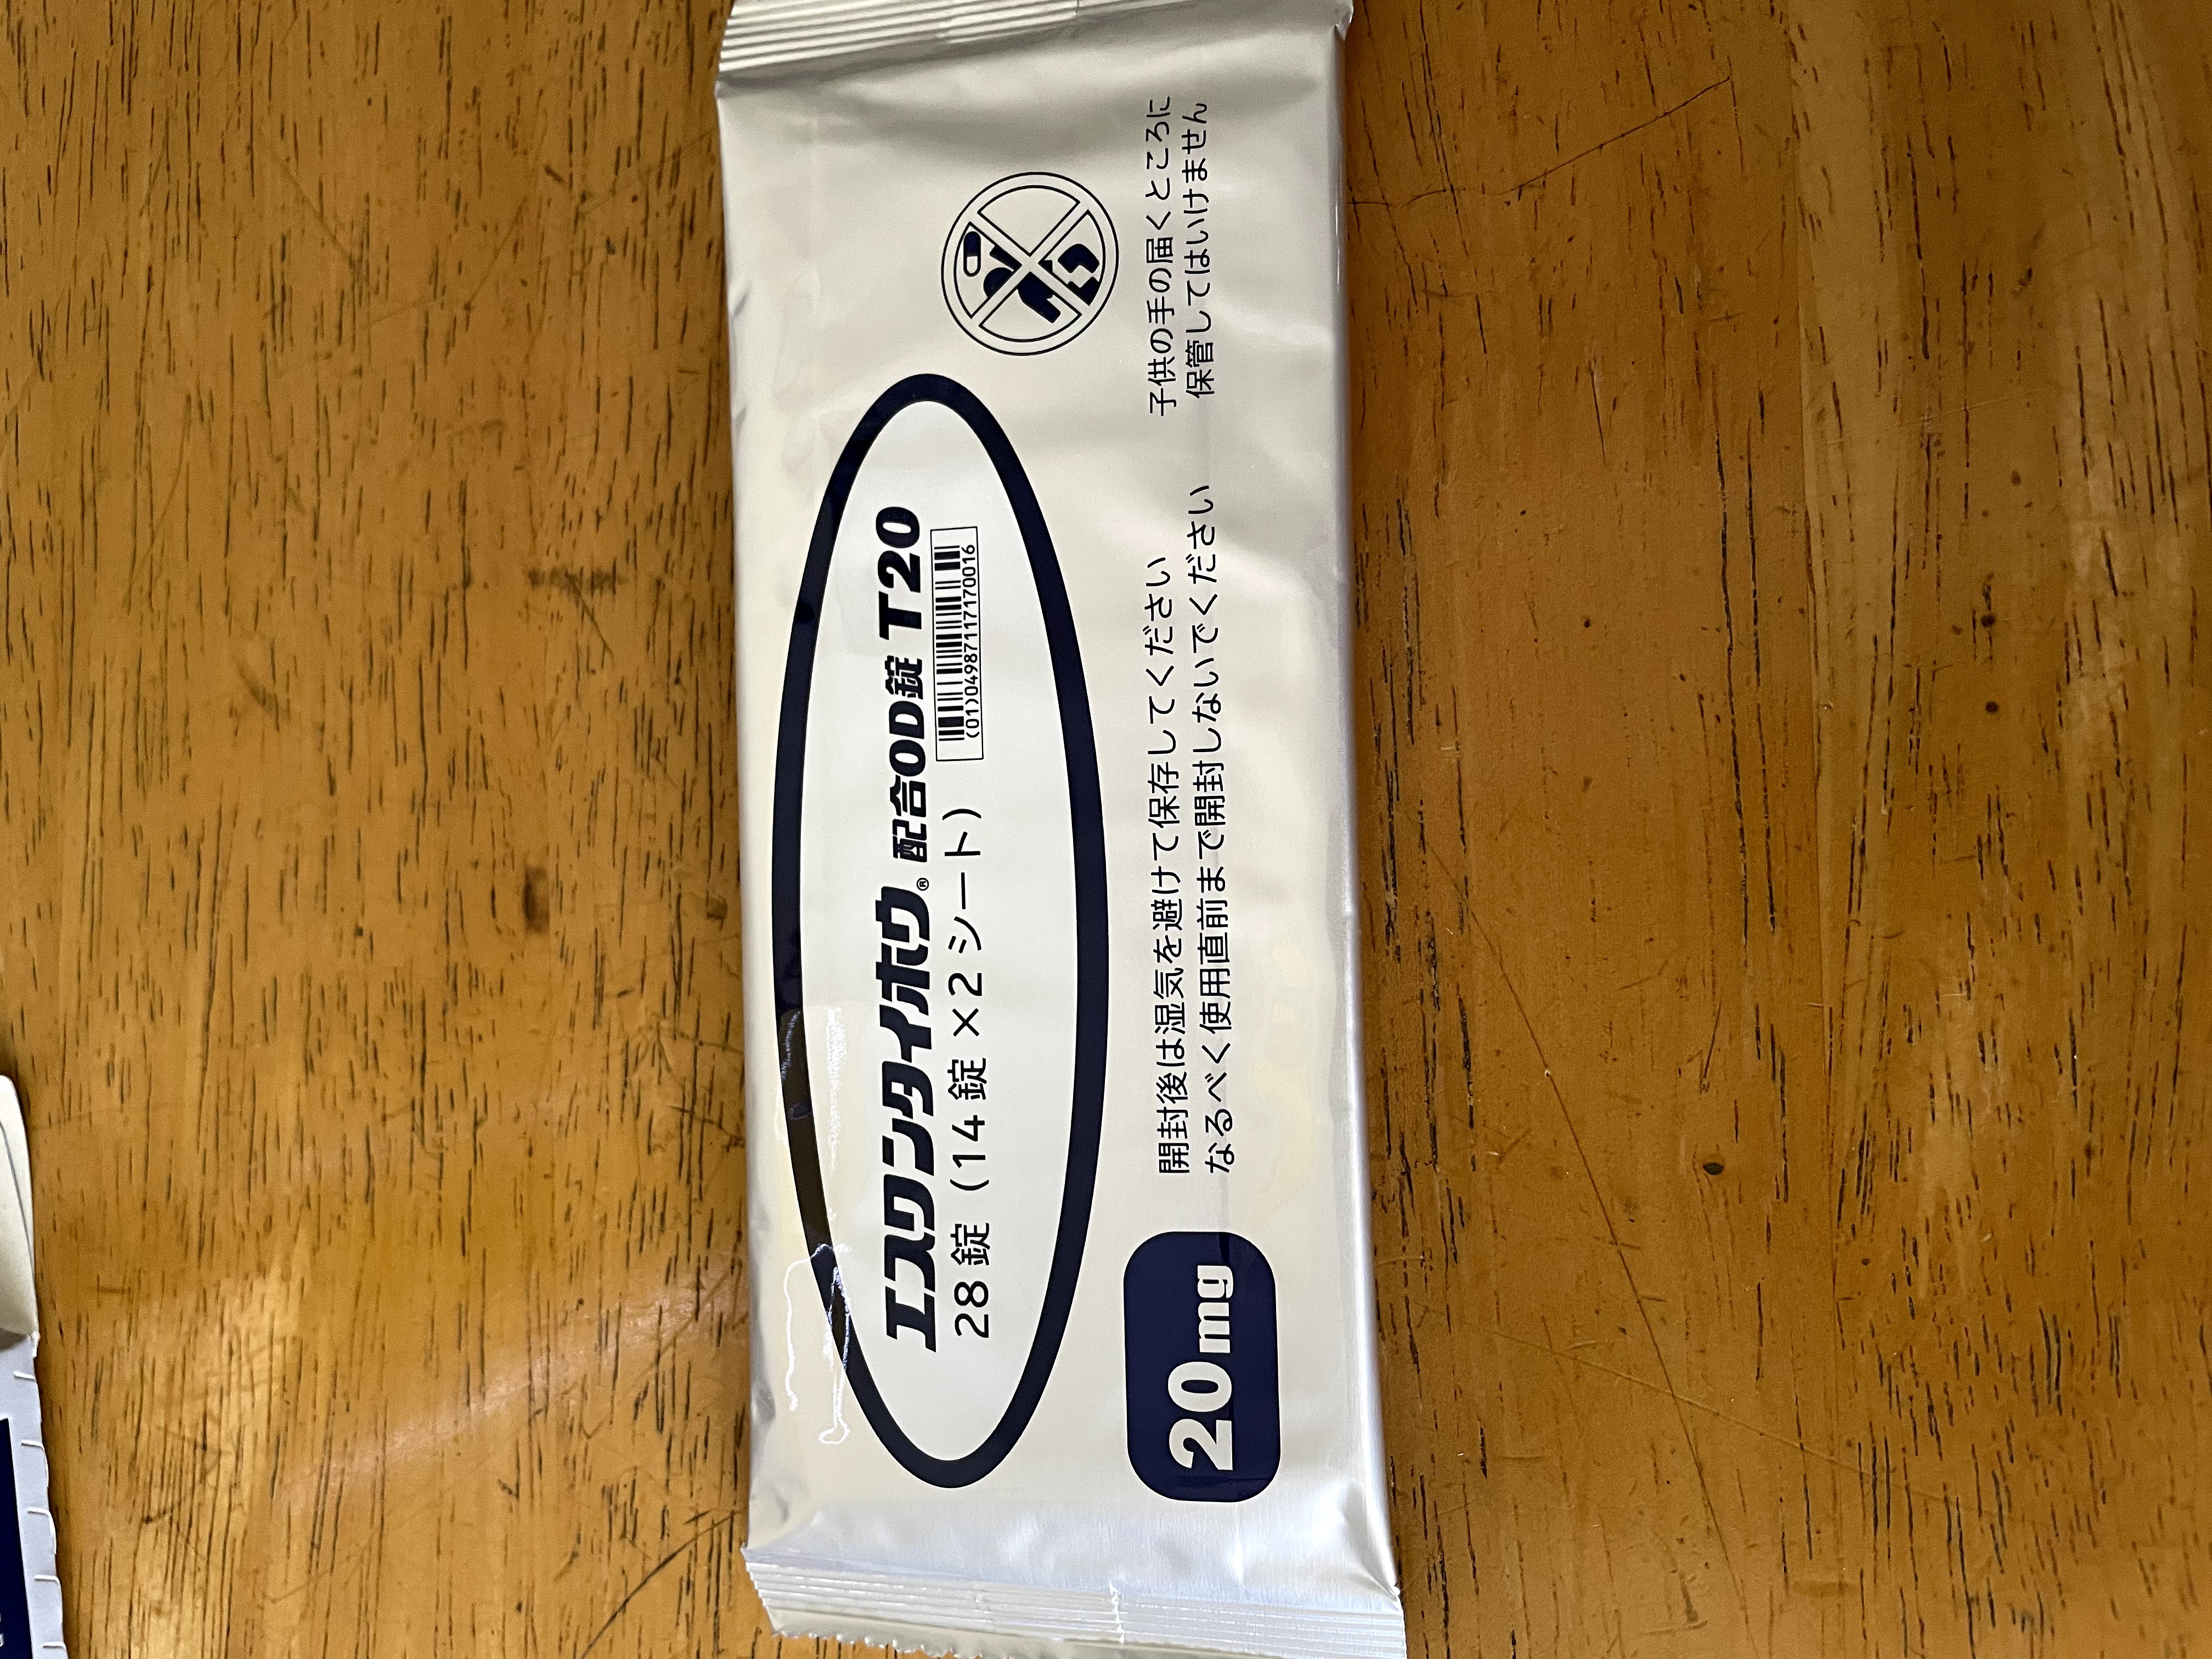 エスワンタイホウ® 配合OD錠 T20
28錠 (14錠×2シート)
(01)04987117170016
20mg
開封後は湿気を避けて保存してください
なるべく使用直前まで開封しないでください
子供の手の届くところに
保管してはいけません